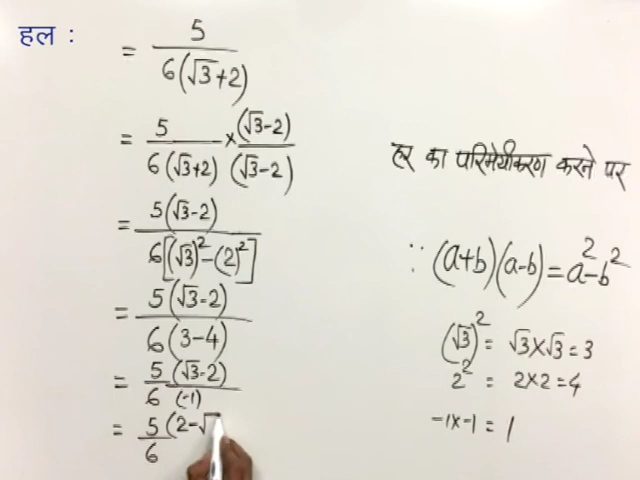 हल :
= 5 / 6(√3+2)
= 5 / 6(√3+2) × (√3-2) / (√3-2)
हर का परिमेयीकरण करने पर
= 5(√3-2) / 6[(√3)² - (2)²]
∵ (a+b)(a-b) = a²-b²
= 5(√3-2) / 6(3-4)
(√3)² = √3×√3 = 3
= 5/6 (√3-2)/(-1)
2² = 2×2 = 4
= 5/6 (2-√
-1×-1 = 1